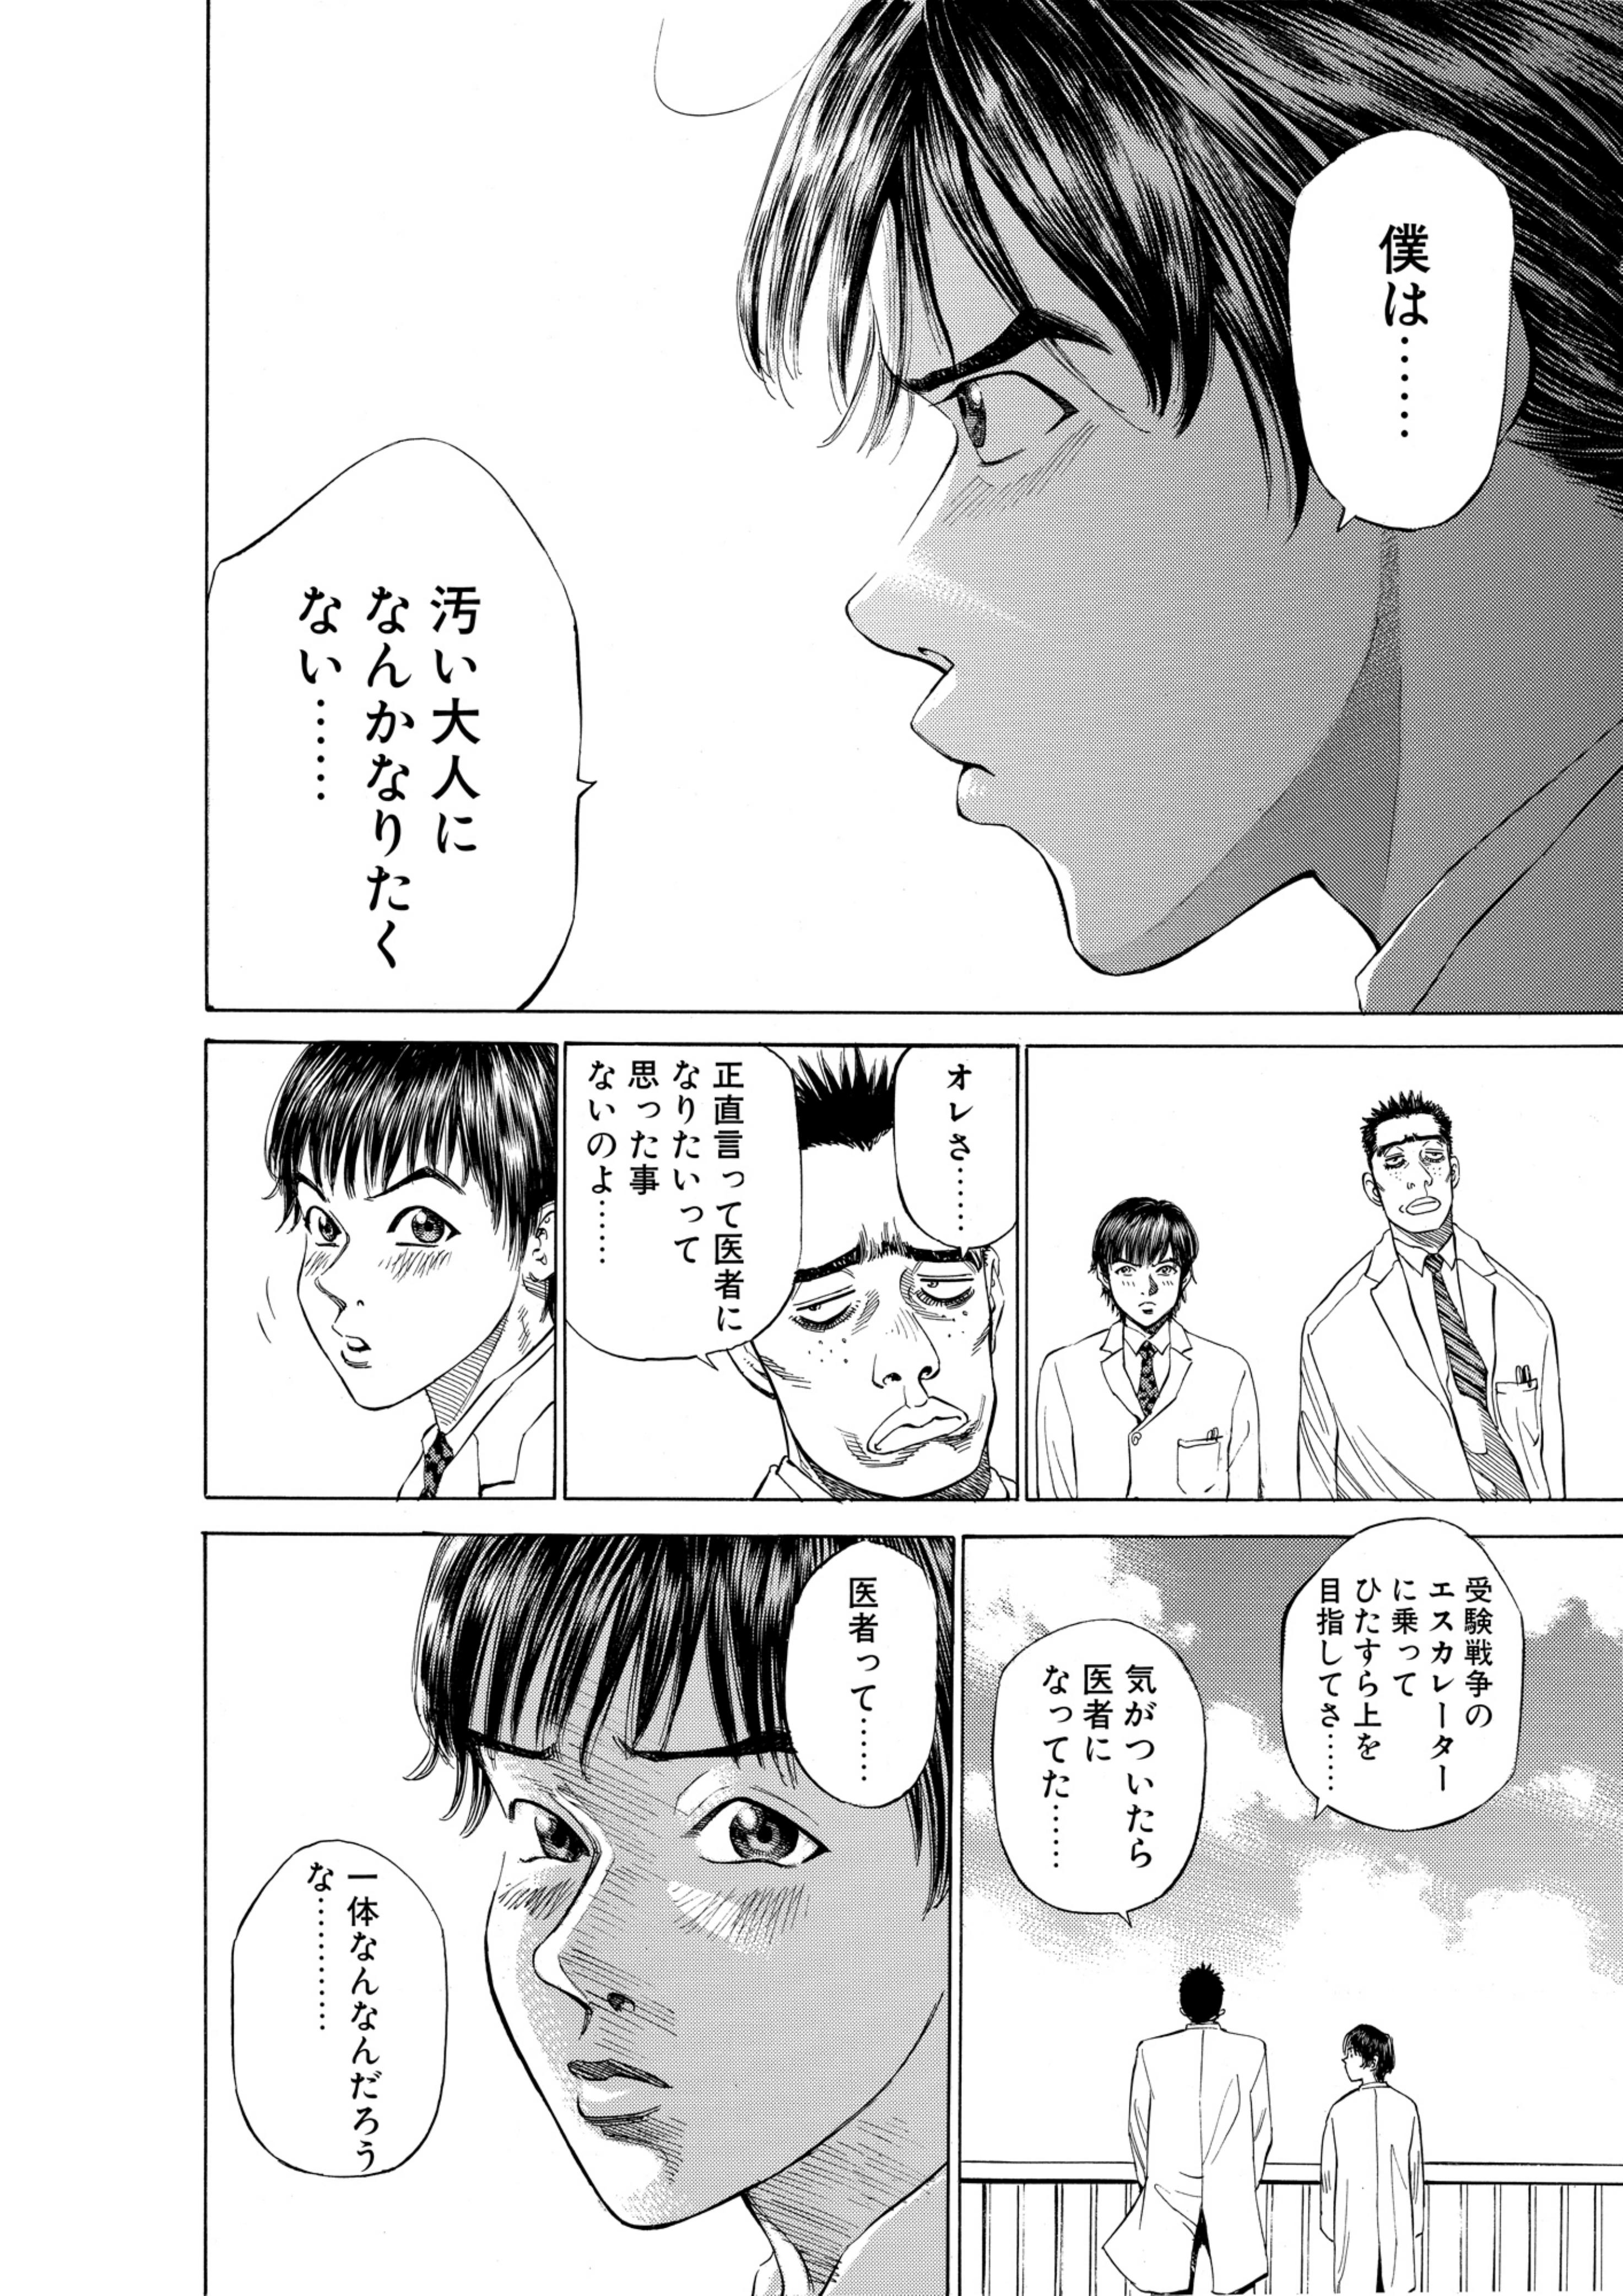 僕は……
汚い大人に
なんかなりたく
ない……
オレさ……
正直言って医者に
なりたいって
思った事
ないのよ……
受験戦争の
エスカレーター
に乗って
ひたすら上を
目指してさ……
気がついたら
医者に
なってた……
医者って……
一体なんなんだろう
な…………